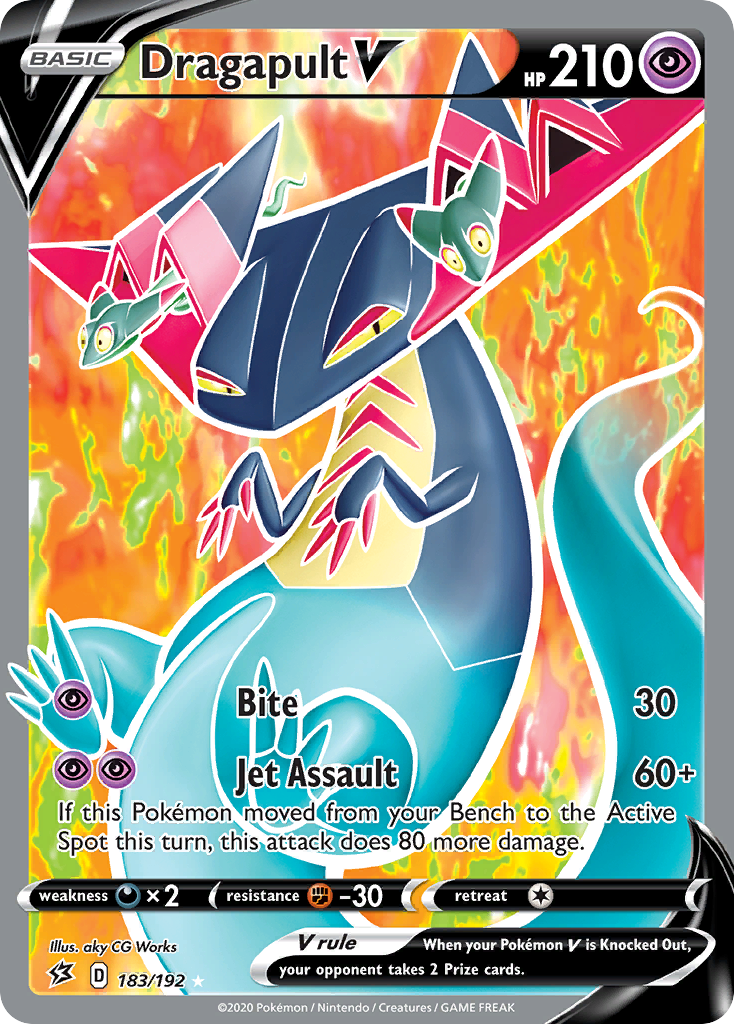 BASIC
Dragapult V
HP 210
Bite 30
Jet Assault 60+
If this Pokémon moved from your Bench to the Active
Spot this turn, this attack does 80 more damage.
weakness ×2 resistance -30 retreat
Illus. aky CG Works
V rule When your Pokémon V is Knocked Out,
your opponent takes 2 Prize cards.
D 183/192
©2020 Pokémon / Nintendo / Creatures / GAME FREAK